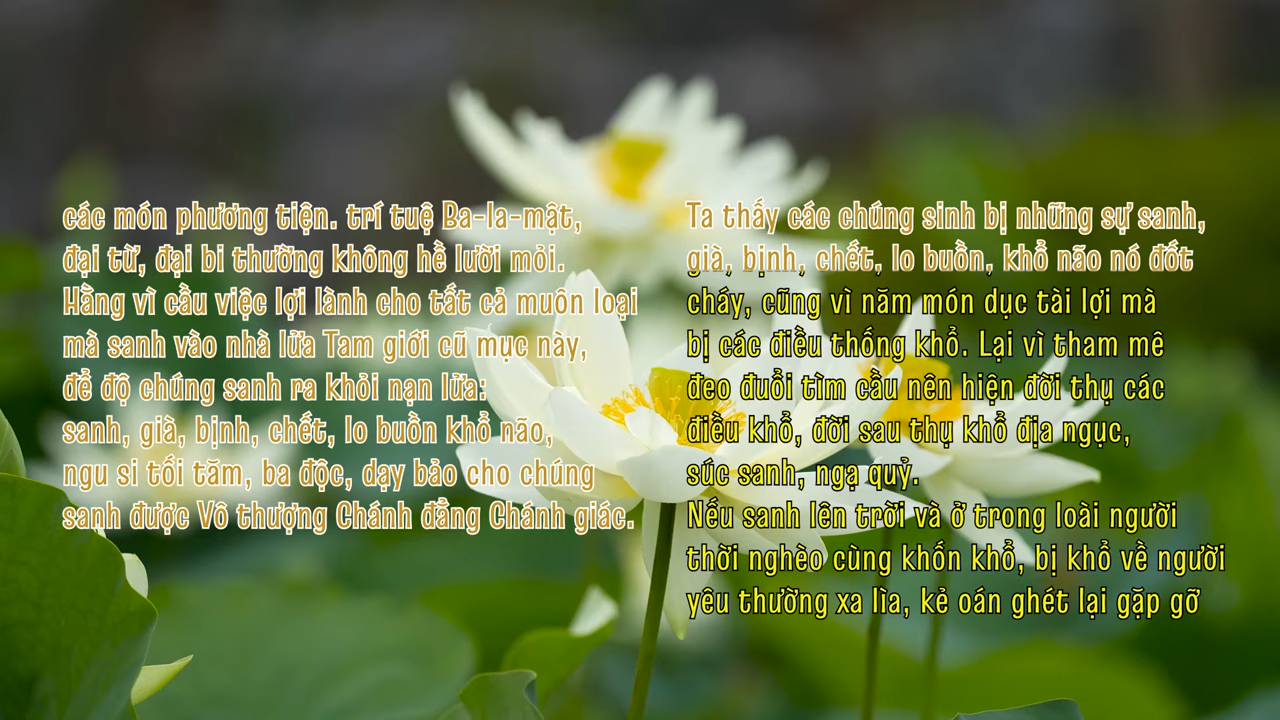 các món phương tiện. trí tuệ Ba-la-mật,
đại từ, đại bi thường không hề lười mỏi.
Hằng vì cầu việc lợi lành cho tất cả muôn loại
mà sanh vào nhà lửa Tam giới cũ mục này,
để độ chúng sanh ra khỏi nạn lửa:
sanh, già, bịnh, chết, lo buồn khổ não,
ngu si tối tăm, ba độc, dạy bảo cho chúng
sanh được Vô thượng Chánh đẳng Chánh giác.
Ta thấy các chúng sinh bị những sự sanh,
già, bịnh, chết, lo buồn, khổ não nó đốt
cháy, cũng vì năm món dục tài lợi mà
bị các điều thống khổ. Lại vì tham mê
đeo đuổi tìm cầu nên hiện đời thụ các
điều khổ, đời sau thụ khổ địa ngục,
súc sanh, ngạ quỷ.
Nếu sanh lên trời và ở trong loài người
thời nghèo cùng khốn khổ, bị khổ về người
yêu thường xa lìa, kẻ oán ghét lại gặp gỡ